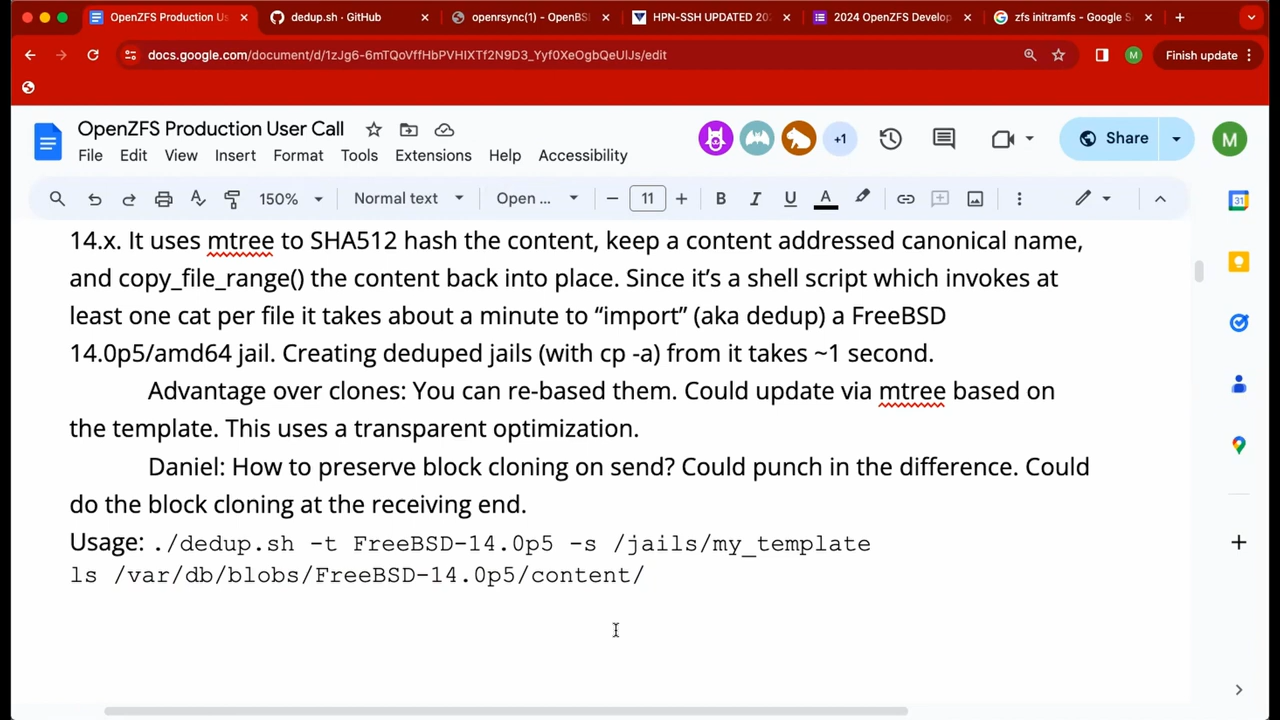 OpenZFS Production Us
dedup.sh · GitHub
openrsync(1) - OpenBS
HPN-SSH UPDATED 202
2024 OpenZFS Develop
zfs initramfs - Google S
docs.google.com/document/d/1zJg6-6mTQoVffHbPVHIXTf2N9D3_Yyf0XeOgbQeUlJs/edit
M
Finish update
OpenZFS Production User Call
+1
Share
M
File Edit View Insert Format Tools Extensions Help Accessibility
150% Normal text Open ... 11 B I U A
31
14.x. It uses mtree to SHA512 hash the content, keep a content addressed canonical name,
and copy_file_range() the content back into place. Since it’s a shell script which invokes at
least one cat per file it takes about a minute to “import” (aka dedup) a FreeBSD
14.0p5/amd64 jail. Creating deduped jails (with cp -a) from it takes ~1 second.
Advantage over clones: You can re-based them. Could update via mtree based on
the template. This uses a transparent optimization.
Daniel: How to preserve block cloning on send? Could punch in the difference. Could
do the block cloning at the receiving end.
Usage: ./dedup.sh -t FreeBSD-14.0p5 -s /jails/my_template
ls /var/db/blobs/FreeBSD-14.0p5/content/